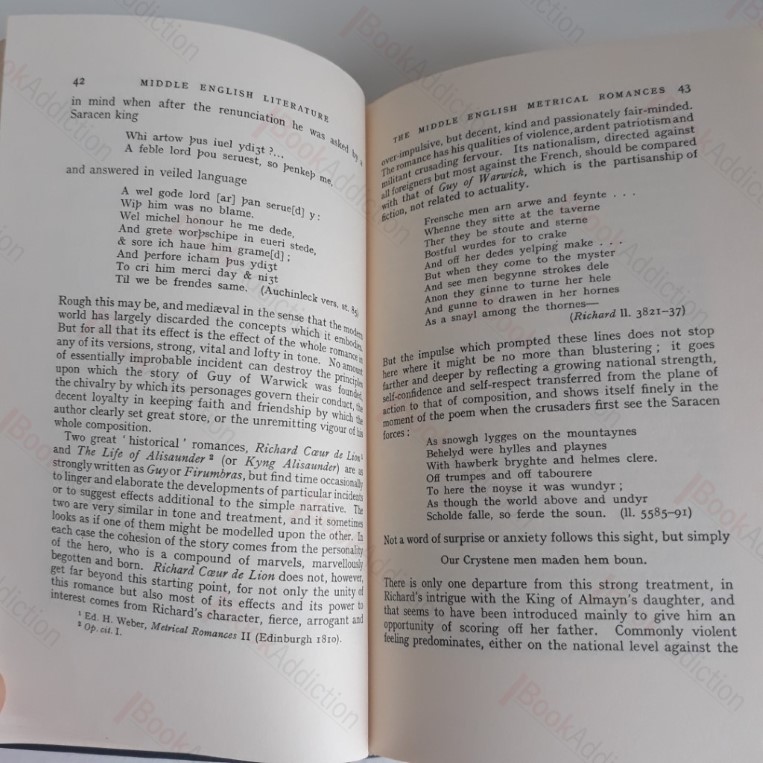 42 MIDDLE ENGLISH LITERATURE
in mind when after the renunciation he was asked by a
Saracen king
Whi artow þus iuel ydiȝt ?...
A feble lord þou seruest, so þenkeþ me.
and answered in veiled language
A wel gode lord [ar] þan serue[d] y:
Wiþ him was no blame.
Wel michel honour he me dede,
And grete worþschipe in eueri stede,
& sore ich haue him grame[d] ;
And þerfore icham þus ydiȝt
To cri him merci day & niȝt
Til we be frendes same. (Auchinleck vers. st. 85)
Rough this may be, and mediæval in the sense that the modern
world has largely discarded the concepts which it embodies.
But for all that its effect is the effect of the whole romance in
any of its versions, strong, vital and lofty in tone. No amount
of essentially improbable incident can destroy the principles
upon which the story of Guy of Warwick was founded,
the chivalry by which its personages govern their conduct, the
decent loyalty in keeping faith and friendship by which the
author clearly set great store, or the unremitting vigour of his
whole composition.
Two great ' historical ' romances, Richard Cœur de Lion¹
and The Life of Alisaunder ² (or Kyng Alisaunder) are as
strongly written as Guy or Firumbras, but find time occasionally
to linger and elaborate the developments of particular incidents
or to suggest effects additional to the simple narrative. The
two are very similar in tone and treatment, and it sometimes
looks as if one of them might be modelled upon the other. In
each case the cohesion of the story comes from the personality
of the hero, who is a compound of marvels, marvellously
begotten and born. Richard Cœur de Lion does not, however,
get far beyond this starting point, for not only the unity of
this romance but also most of its effects and its power to
interest comes from Richard's character, fierce, arrogant and
¹ Ed. H. Weber, Metrical Romances II (Edinburgh 1810).
² Op. cit. I.
THE MIDDLE ENGLISH METRICAL ROMANCES 43
over-impulsive, but decent, kind and passionately fair-minded.
The romance has his qualities of violence, ardent patriotism and
militant crusading fervour. Its nationalism, directed against
all foreigners but most against the French, should be compared
with that of Guy of Warwick, which is the partisanship of
fiction, not related to actuality.
Frensche men arn arwe and feynte . . .
Whenne they sitte at the taverne
Ther they be stoute and sterne
Bostful wurdes for to crake
And off her dedes yelping make . . .
But when they come to the myster
And see men begynne strokes dele
Anon they ginne to turne her hele
And gunne to drawen in her hornes
As a snayl among the thornes—
(Richard ll. 3821–37)
But the impulse which prompted these lines does not stop
here where it might be no more than blustering ; it goes
farther and deeper by reflecting a growing national strength,
self-confidence and self-respect transferred from the plane of
action to that of composition, and shows itself finely in the
moment of the poem when the crusaders first see the Saracen
forces :
As snowgh lygges on the mountaynes
Behelyd were hylles and playnes
With hawberk bryghte and helmes clere.
Off trumpes and off tabourere
To here the noyse it was wundyr ;
As though the world above and undyr
Scholde falle, so ferde the soun. (ll. 5585–91)
Not a word of surprise or anxiety follows this sight, but simply
Our Crystene men maden hem boun.
There is only one departure from this strong treatment, in
Richard's intrigue with the King of Almayn's daughter, and
that seems to have been introduced mainly to give him an
opportunity of scoring off her father. Commonly violent
feeling predominates, either on the national level against the
BookAddiction